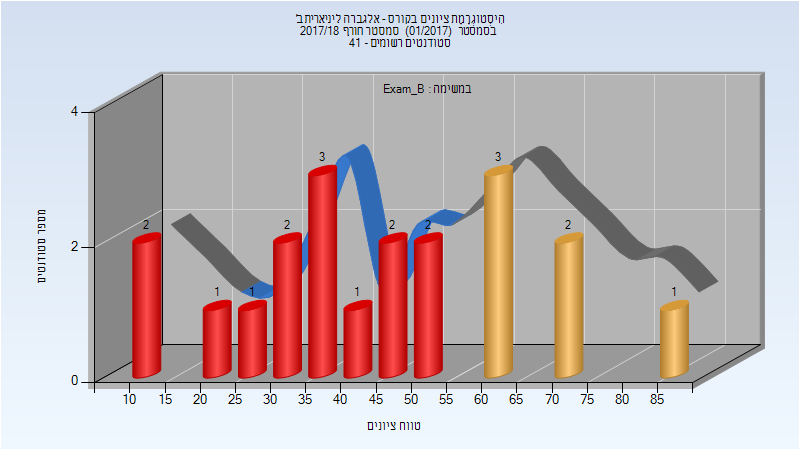 היסטוגרמת ציונים בקורס - אלגברה ליניארית ב'
בסמסטר (01/2017) סמסטר חורף 2017/18
סטודנטים רשומים - 41
במשימה : Exam_B
מספר סטודנטים
4
2
0
2
1
1
2
3
1
2
2
3
2
1
10 15 20 25 30 35 40 45 50 55 60 65 70 75 80 85
טווח ציונים